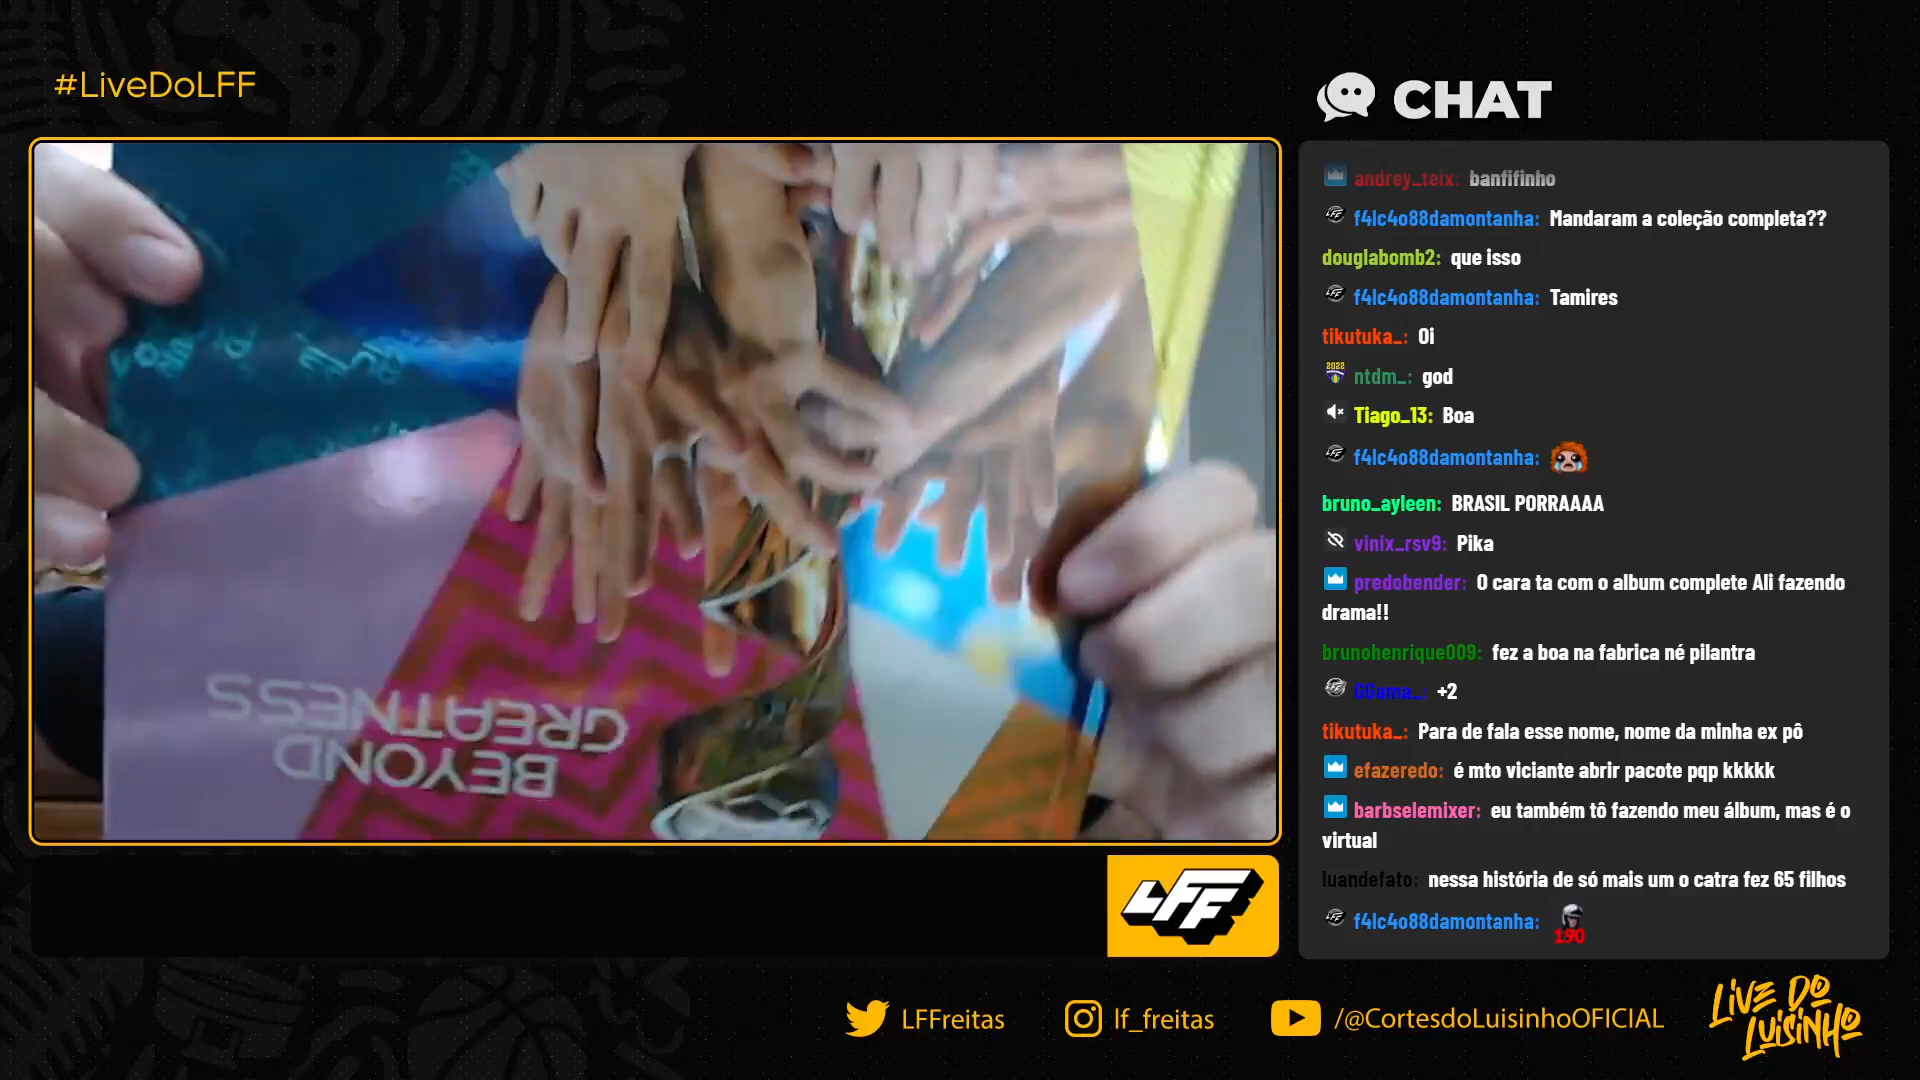 #LiveDoLFF
CHAT
andrey_teix: banfifinho
f4lc4o88damontanha: Mandaram a coleção completa??
douglabomb2: que isso
f4lc4o88damontanha: Tamires
tikutuka_: Oi
2022
ntdm_: god
Tiago_13: Boa
f4lc4o88damontanha:
bruno_ayleen: BRASIL PORRAAAA
vinix_rsv9: Pika
predobender: O cara ta com o album complete Ali fazendo
drama!!
brunohenrique009: fez a boa na fabrica né pilantra
GGama_: +2
tikutuka_: Para de fala esse nome, nome da minha ex pô
efazeredo: é mto viciante abrir pacote pqp kkkkk
barbselemixer: eu também tô fazendo meu álbum, mas é o
virtual
luandefato: nessa história de só mais um o catra fez 65 filhos
f4lc4o88damontanha: 190
BEYOND
GREATNESS
LFF
LFFreitas
lf_freitas
/@CortesdoLuisinhoOFICIAL
LIVE DO
LUISINHO